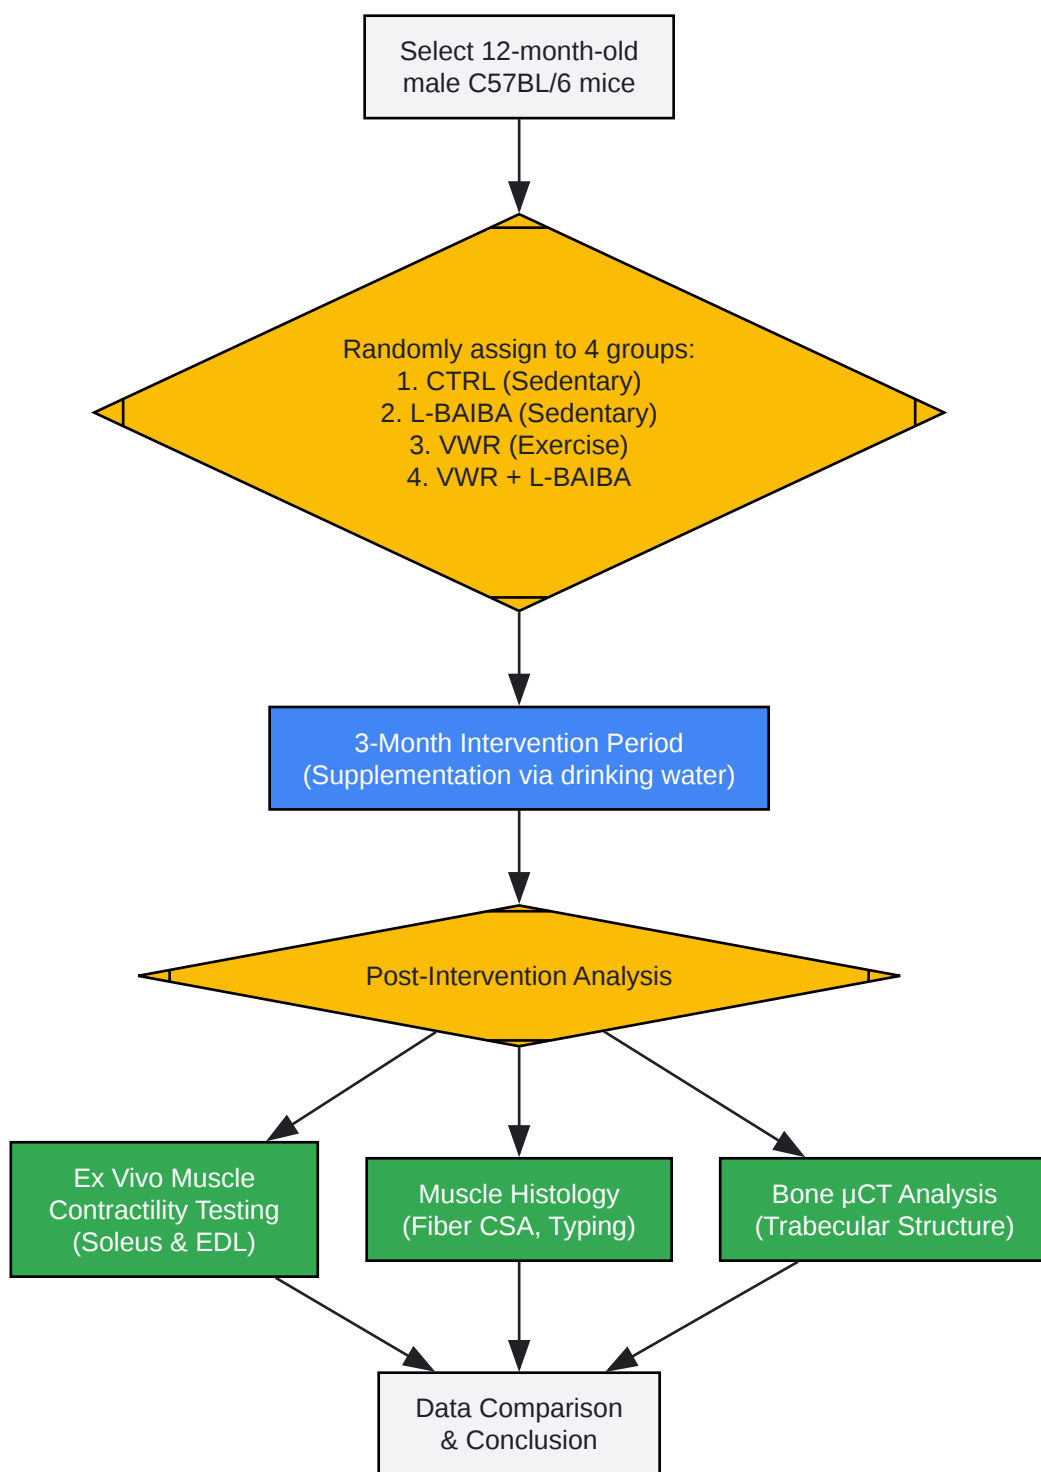 Select 12-month-old
male C57BL/6 mice
Randomly assign to 4 groups:
1. CTRL (Sedentary)
2. L-BAIBA (Sedentary)
3. VWR (Exercise)
4. VWR + L-BAIBA
3-Month Intervention Period
(Supplementation via drinking water)
Post-Intervention Analysis
Ex Vivo Muscle
Contractility Testing
(Soleus & EDL)
Muscle Histology
(Fiber CSA, Typing)
Bone μCT Analysis
(Trabecular Structure)
Data Comparison
& Conclusion